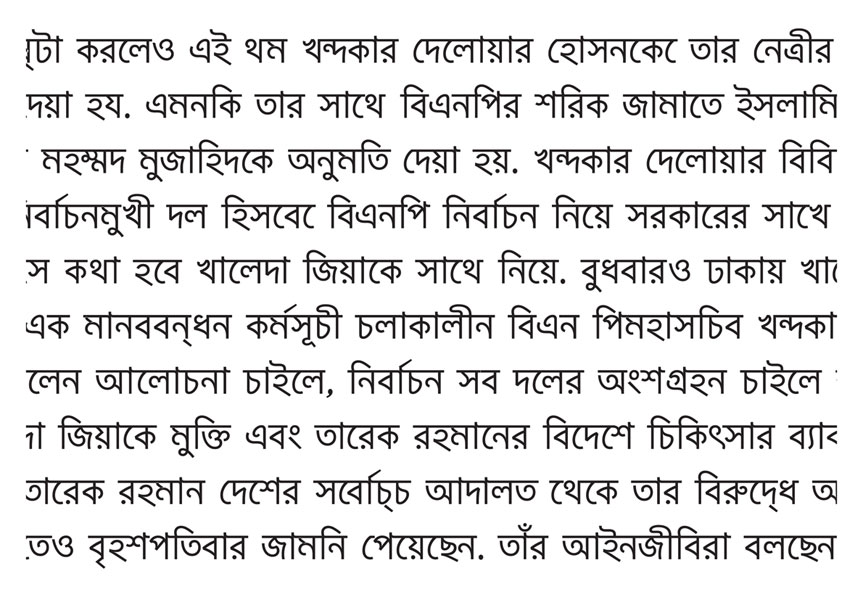 করলেও এই থম খন্দকার দেলোয়ার হোসনকেে তার নেত্রীর
দেয়া হয. এমনকি তার সাথে বিএনপির শরিক জামাতে ইসলামি
মহম্মদ মুজাহিদকে অনুমতি দেয়া হয়. খন্দকার দেলোয়ার বিবি
র্বাচনমুখী দল হিসবেে বিএনপি নির্বাচন নিয়ে সরকারের সাখে
কথা হবে খালেদা জিয়াকে সাথে নিয়ে. বুধবারও ঢাকায়
এক মানববন্‌ধন কর্মসূচী চলাকালীন বিএন পিমহাসচিব খন্দকা
লেন আলোচনা চাইলে, নির্বাচন সব দলের অংশগ্রহন চাইলে
জিয়াকে মুক্তি এবং তারেক রহমানের বিদেশে চিকিৎসার
তারেক রহমান দেশের সর্বোচ্‌চ আদালত থেকে তার বিরুদ্‌ধে
তও বৃহশপতিবার জামনি পেয়েছেন. তাঁর আইনজীবিরা বলছেন